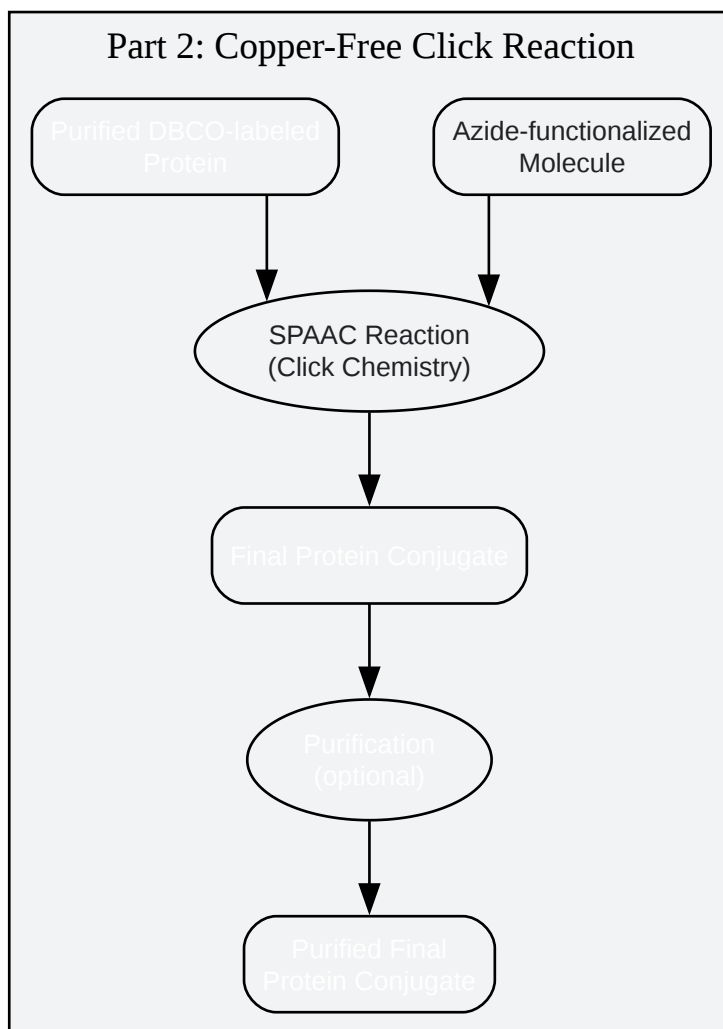 Part 2: Copper-Free Click Reaction
Purified DBCO-labeled
Protein
Azide-functionalized
Molecule
SPAAC Reaction
(Click Chemistry)
Final Protein Conjugate
Purification
(optional)
Purified Final
Protein Conjugate